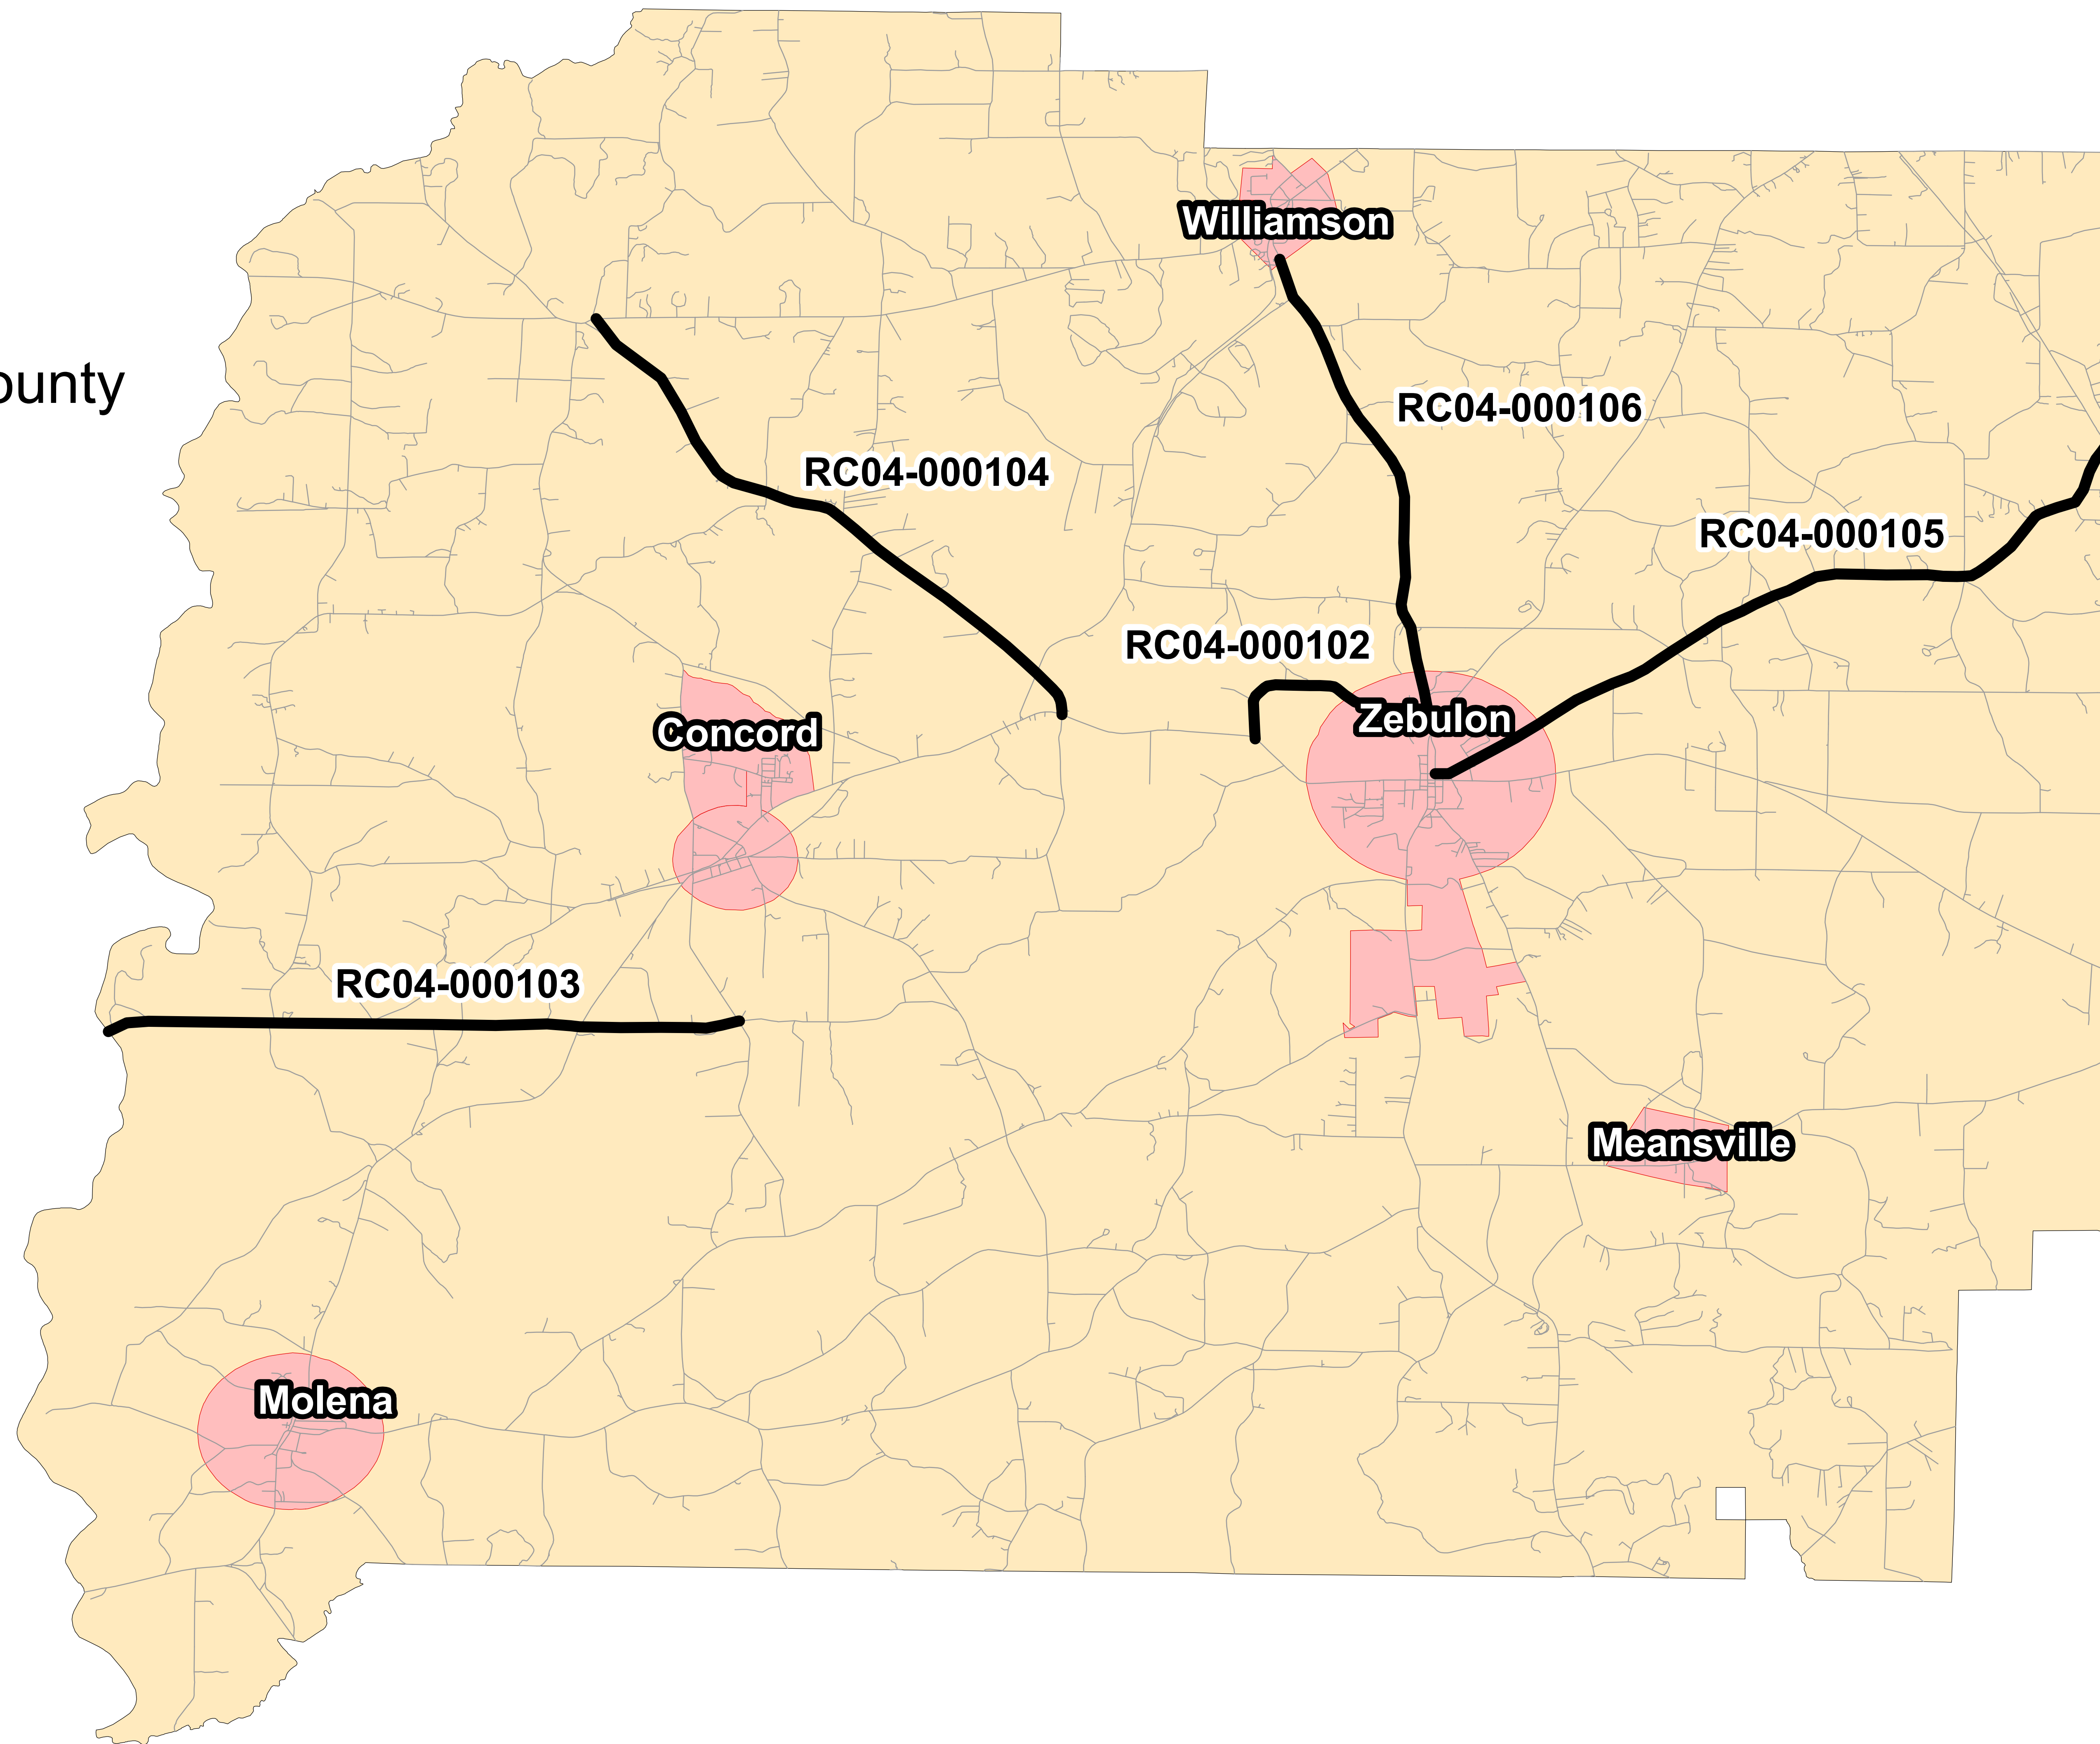 ounty
Williamson
RC04-000106
RC04-000104
RC04-000105
RC04-000102
Zebulon
Concord
RC04-000103
Meansville
Molena